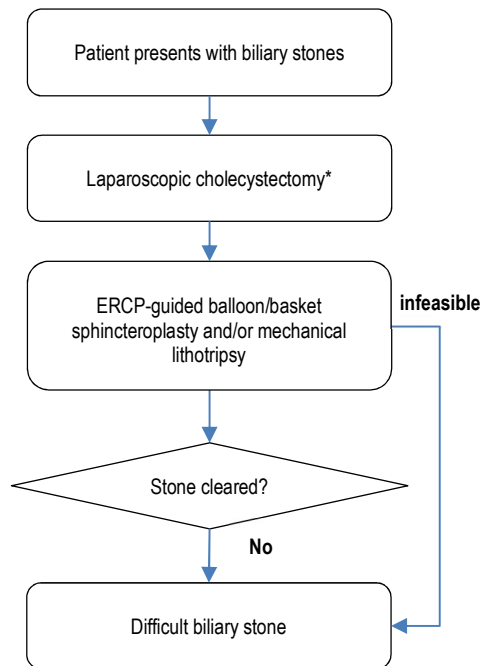 Patient presents with biliary stones
Laparoscopic cholecystectomy*
ERCP-guided balloon/basket
sphincteroplasty and/or mechanical
lithotripsy
infeasible
Stone cleared?
No
Difficult biliary stone